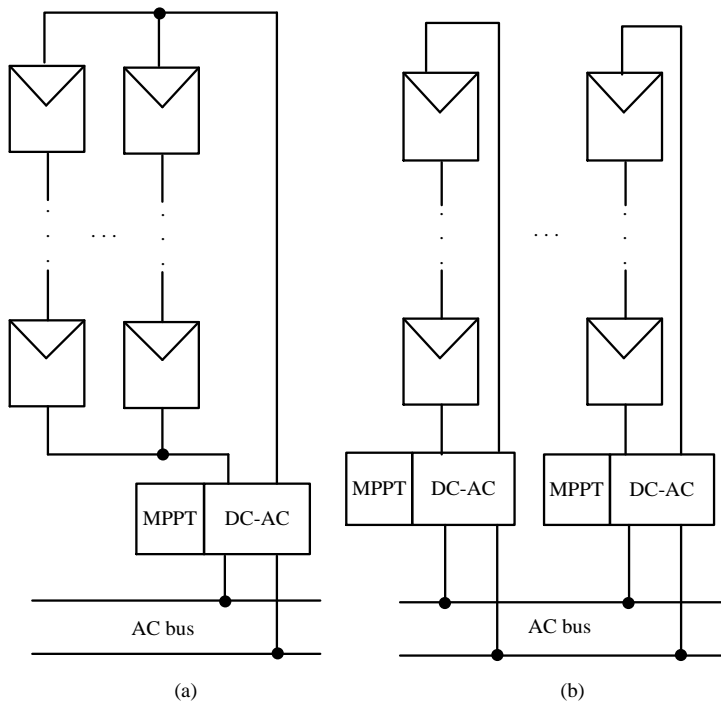 . . .
. . .
MPPT DC-AC
AC bus
(a)
MPPT DC-AC
MPPT DC-AC
AC bus
(b)